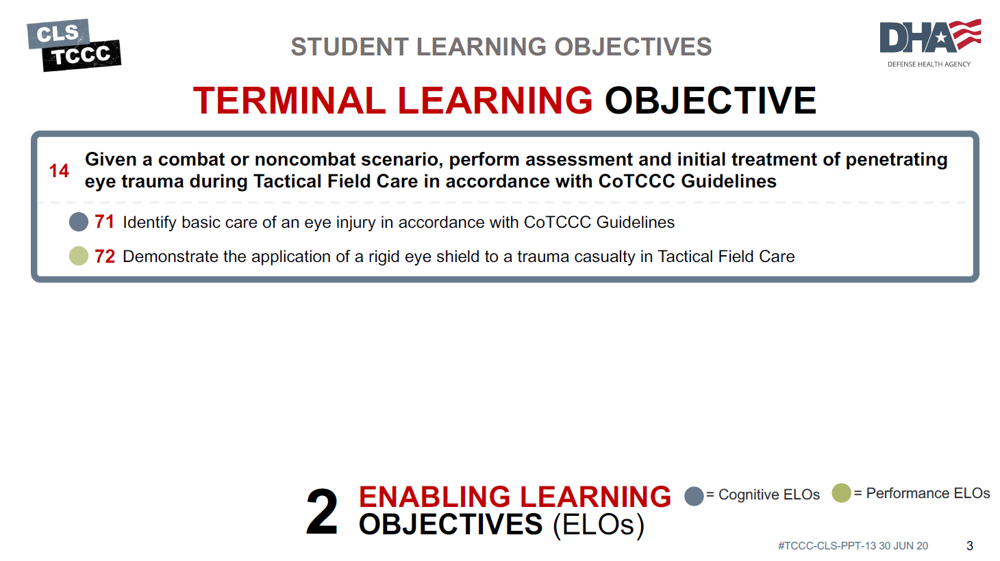 CLS
TCCC
STUDENT LEARNING OBJECTIVES
DHA
DEFENSE HEALTH AGENCY
TERMINAL LEARNING OBJECTIVE
14 Given a combat or noncombat scenario, perform assessment and initial treatment of penetrating
eye trauma during Tactical Field Care in accordance with CoTCCC Guidelines
71 Identify basic care of an eye injury in accordance with CoTCCC Guidelines
72 Demonstrate the application of a rigid eye shield to a trauma casualty in Tactical Field Care
2 ENABLING LEARNING
OBJECTIVES (ELOs)
= Cognitive ELOs
= Performance ELOs
#TCCC-CLS-PPT-13 30 JUN 20
3